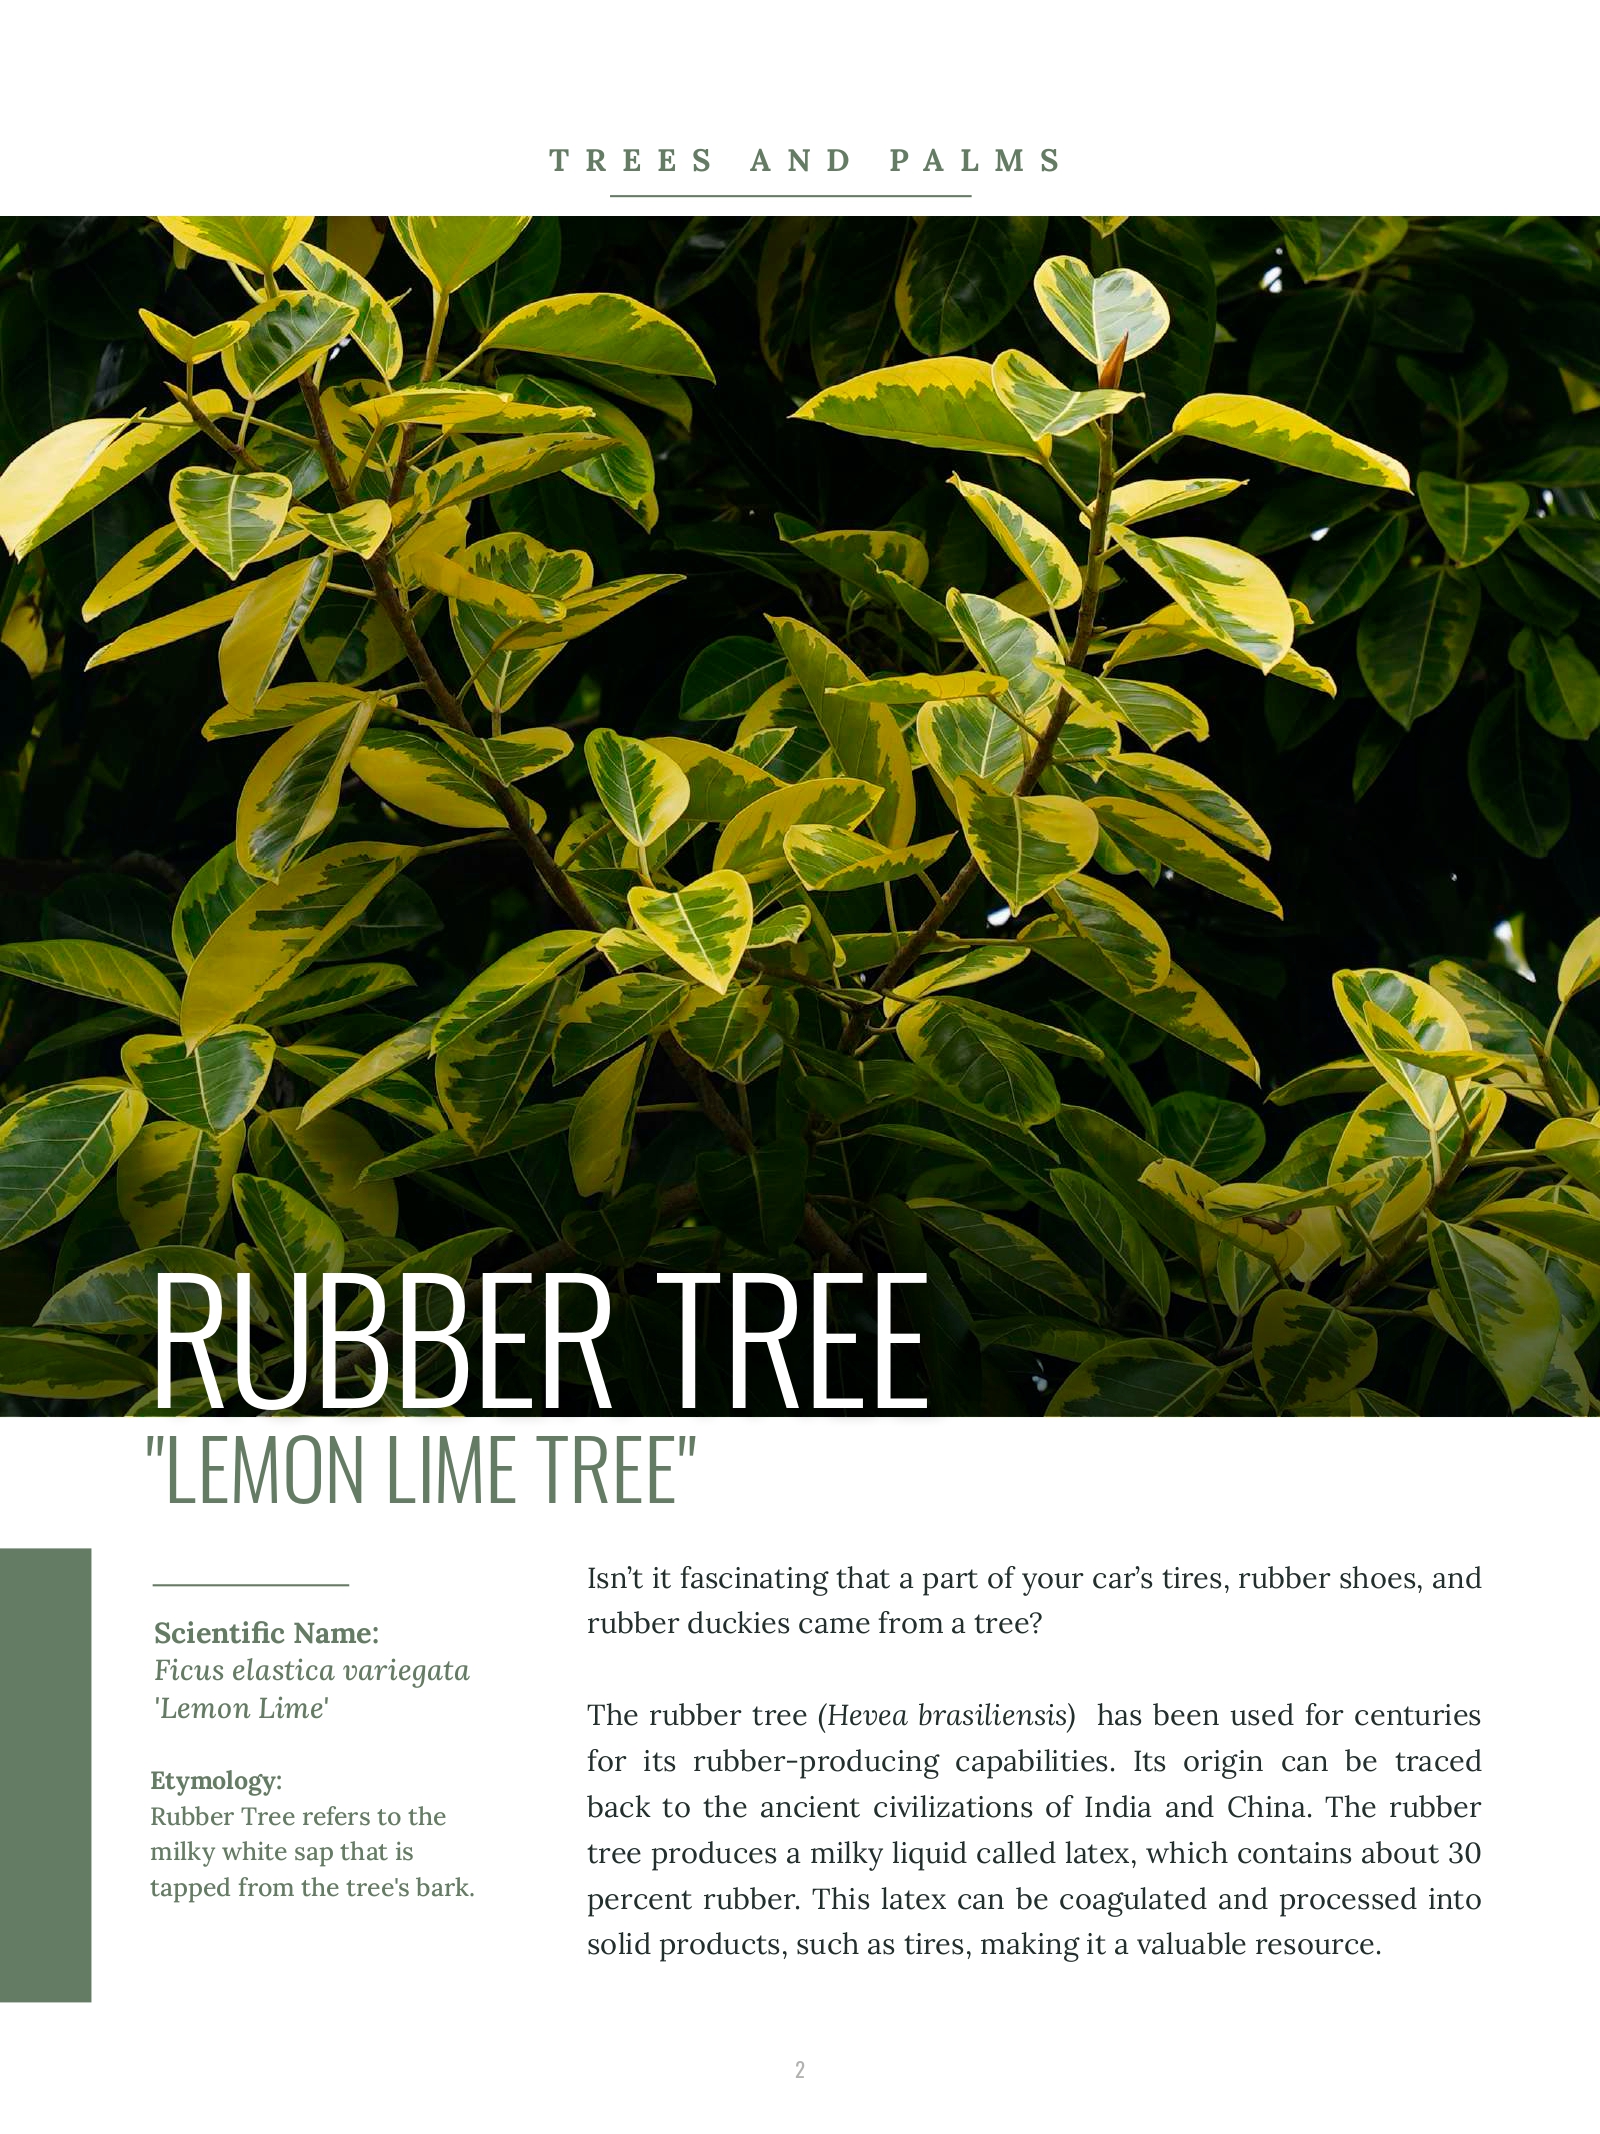 TREES AND PALMS
RUBBER TREE
"LEMON LIME TREE"
Scientific Name:
Ficus elastica variegata
'Lemon Lime'
Etymology:
Rubber Tree refers to the
milky white sap that is
tapped from the tree's bark.
Isn’t it fascinating that a part of your car’s tires, rubber shoes, and
rubber duckies came from a tree?
The rubber tree (Hevea brasiliensis) has been used for centuries
for its rubber-producing capabilities. Its origin can be traced
back to the ancient civilizations of India and China. The rubber
tree produces a milky liquid called latex, which contains about 30
percent rubber. This latex can be coagulated and processed into
solid products, such as tires, making it a valuable resource.
2